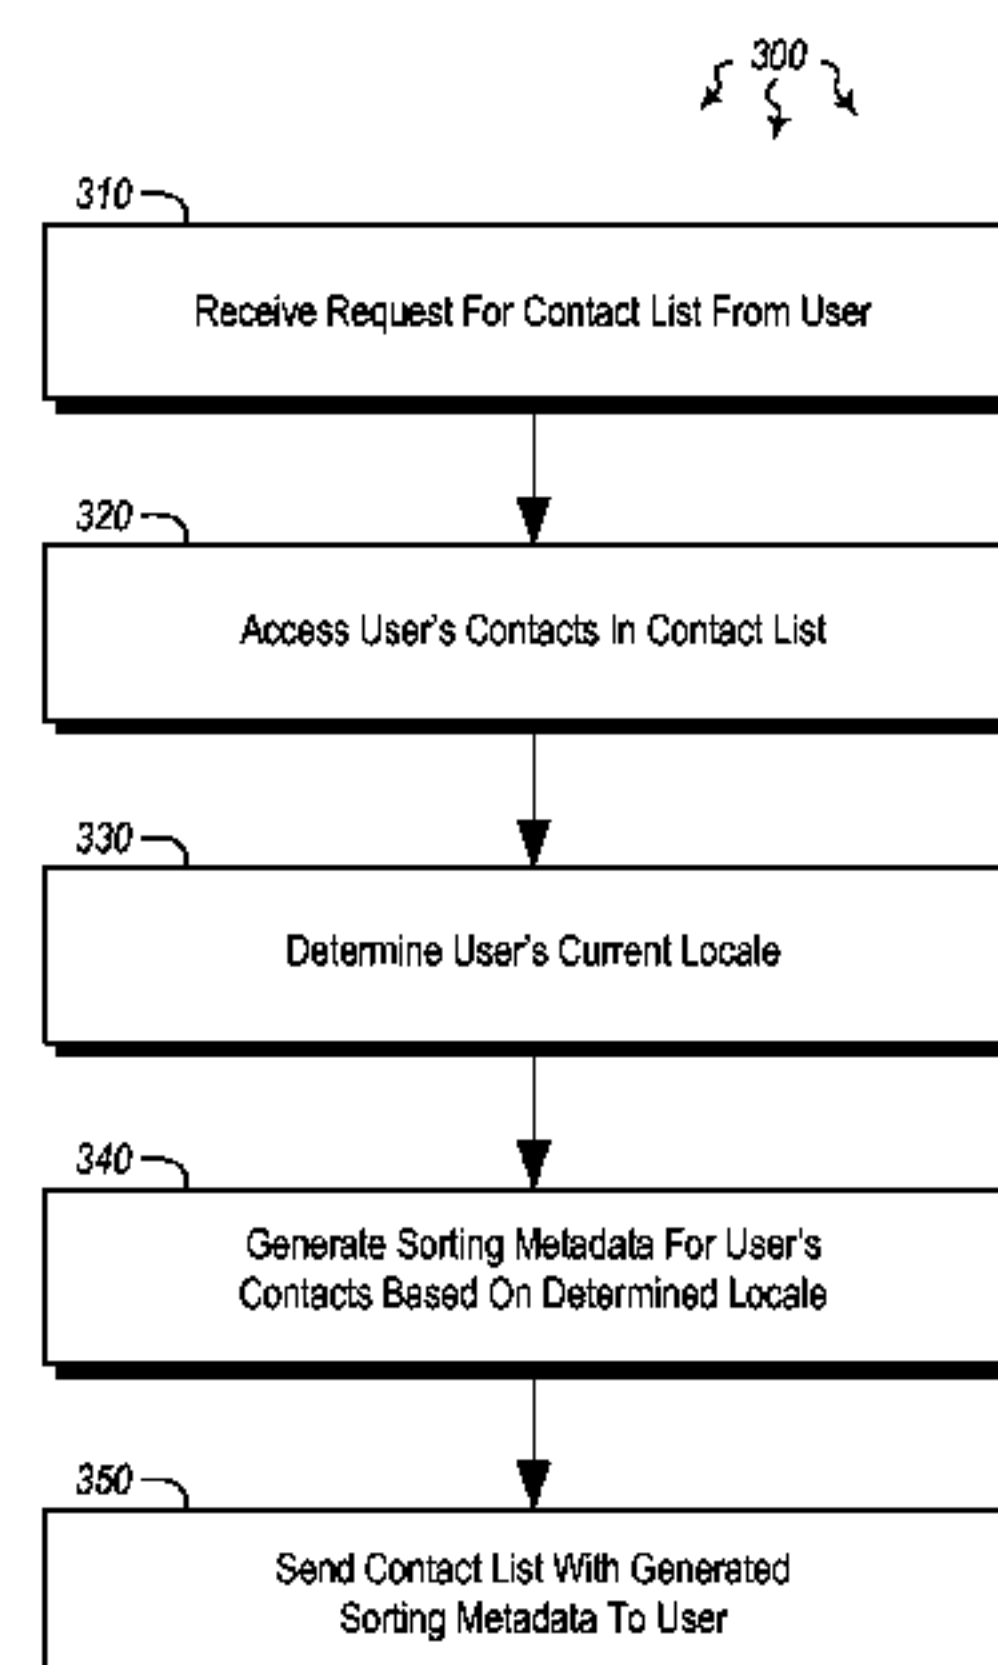 300
310
Receive Request For Contact List From User
320
Access User's Contacts In Contact List
330
Determine User's Current Locale
340
Generate Sorting Metadata For User's
Contacts Based On Determined Locale
350
Send Contact List With Generated
Sorting Metadata To User